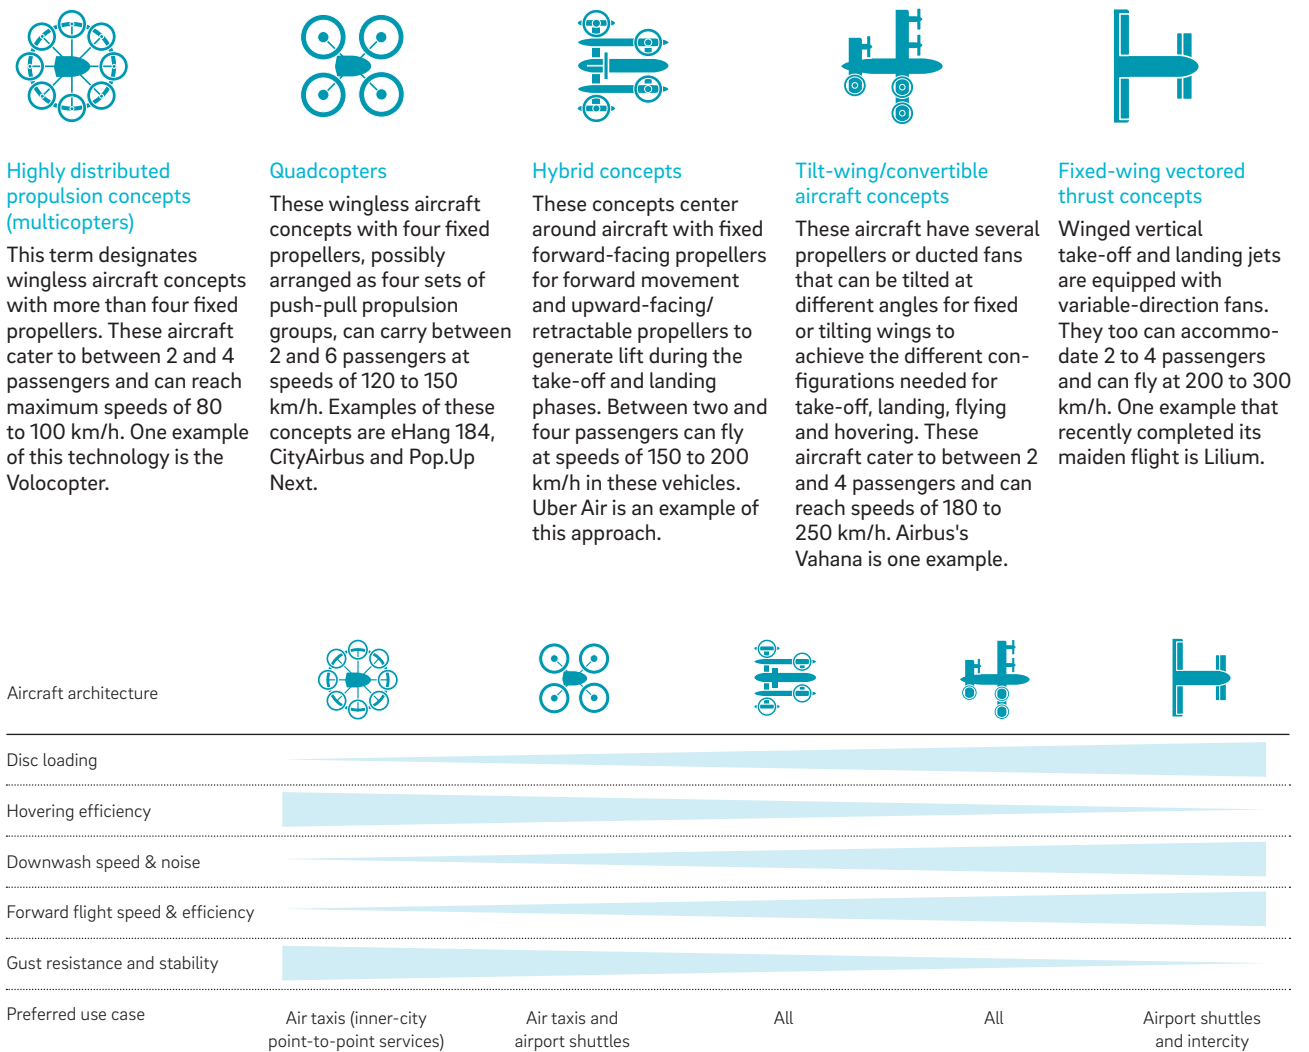 Highly distributed
propulsion concepts
(multicopters)
This term designates
wingless aircraft concepts
with more than four fixed
propellers. These aircraft
cater to between 2 and 4
passengers and can reach
maximum speeds of 80
to 100 km/h. One example
of this technology is the
Volocopter.
Quadcopters
These wingless aircraft
concepts with four fixed
propellers, possibly
arranged as four sets of
push-pull propulsion
groups, can carry between
2 and 6 passengers at
speeds of 120 to 150
km/h. Examples of these
concepts are eHang 184,
CityAirbus and Pop.Up
Next.
Hybrid concepts
These concepts center
around aircraft with fixed
forward-facing propellers
for forward movement
and upward-facing/
retractable propellers to
generate lift during the
take-off and landing
phases. Between two and
four passengers can fly
at speeds of 150 to 200
km/h in these vehicles.
Uber Air is an example of
this approach.
Tilt-wing/convertible
aircraft concepts
These aircraft have several
propellers or ducted fans
that can be tilted at
different angles for fixed
or tilting wings to
achieve the different con-
figurations needed for
take-off, landing, flying
and hovering. These
aircraft cater to between 2
and 4 passengers and can
reach speeds of 180 to
250 km/h. Airbus's
Vahana is one example.
Fixed-wing vectored
thrust concepts
Winged vertical
take-off and landing jets
are equipped with
variable-direction fans.
They too can accommo-
date 2 to 4 passengers
and can fly at 200 to 300
km/h. One example that
recently completed its
maiden flight is Lilium.
Aircraft architecture
Disc loading
Hovering efficiency
Downwash speed & noise
Forward flight speed & efficiency
Gust resistance and stability
Preferred use case
Air taxis (inner-city
point-to-point services)
Air taxis and
airport shuttles
All
All
Airport shuttles
and intercity